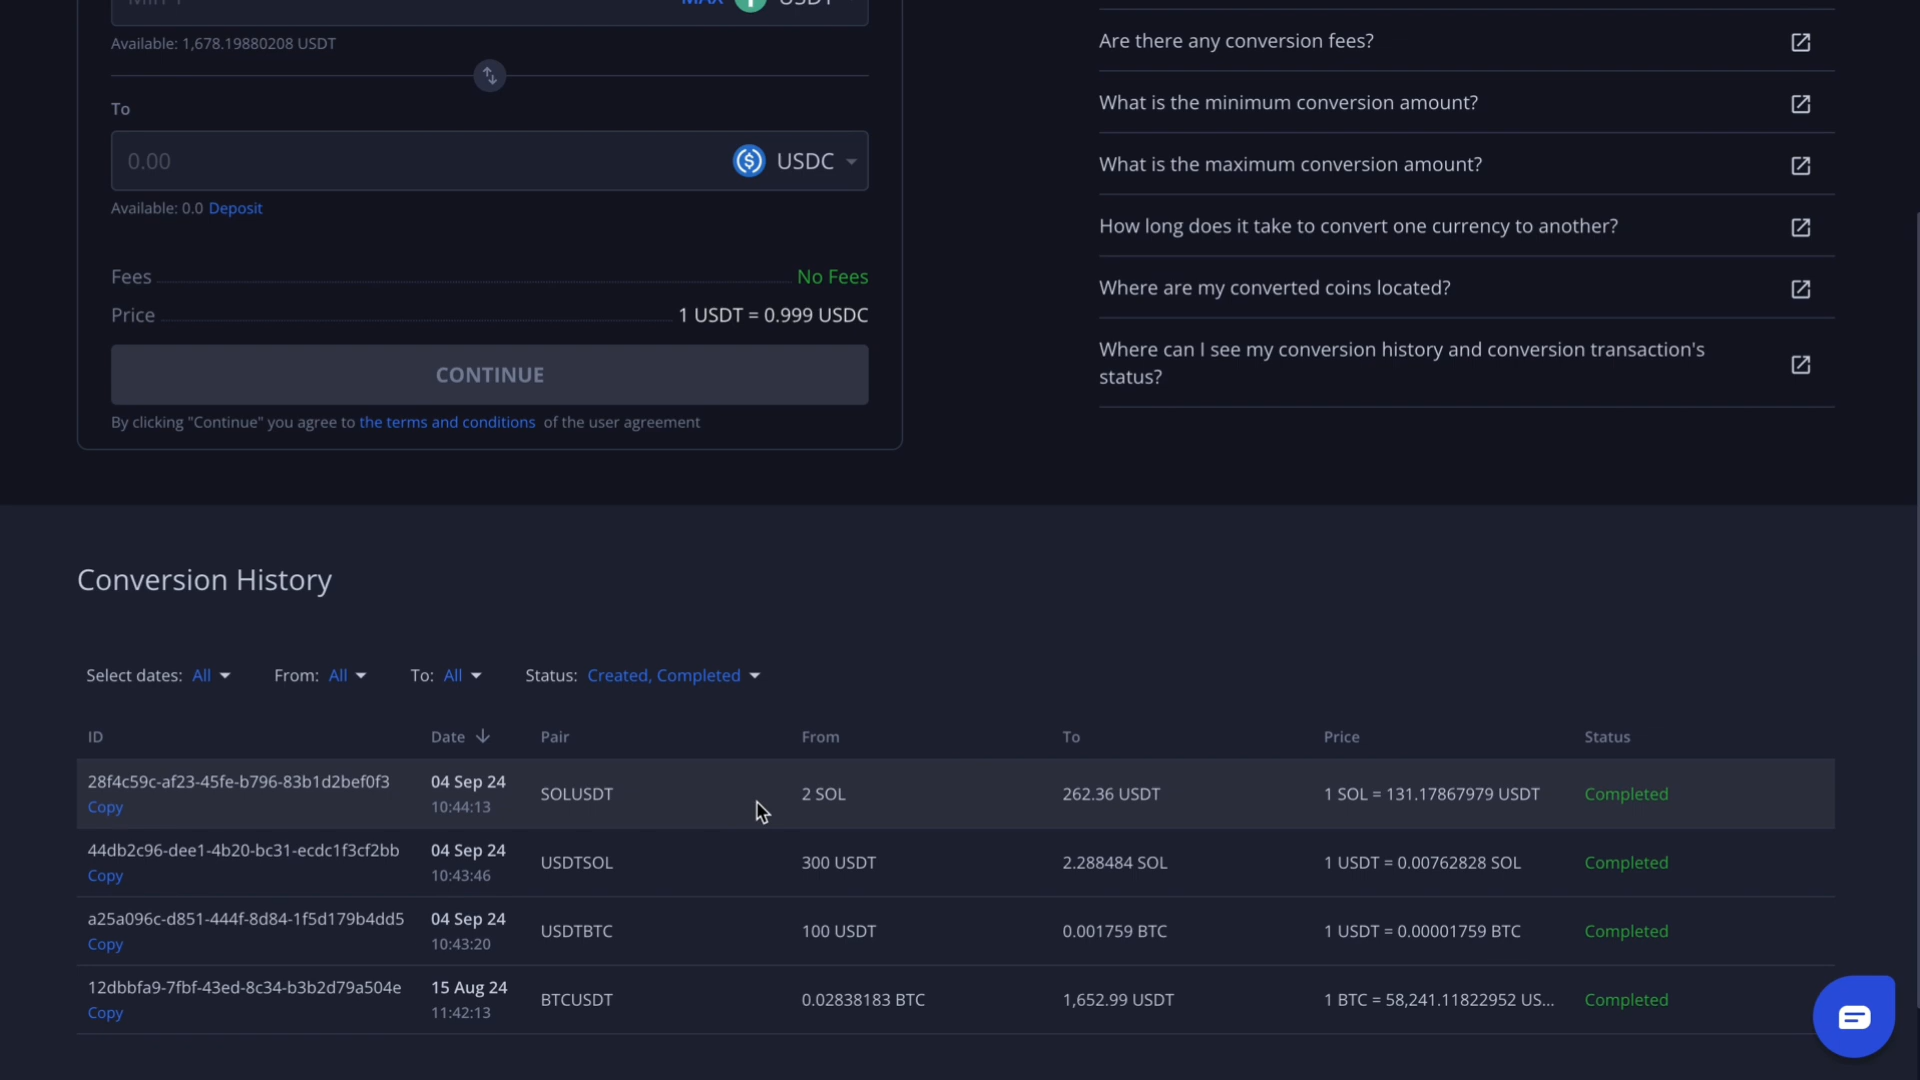 MAX USDT
Available: 1,678.19880208 USDT
To
0.00 USDC
Available: 0.0 Deposit
Fees No Fees
Price 1 USDT = 0.999 USDC
CONTINUE
By clicking "Continue" you agree to the terms and conditions of the user agreement
Are there any conversion fees?
What is the minimum conversion amount?
What is the maximum conversion amount?
How long does it take to convert one currency to another?
Where are my converted coins located?
Where can I see my conversion history and conversion transaction's
status?
Conversion History
Select dates: All From: All To: All Status: Created, Completed
ID Date Pair From To Price Status
28f4c59c-af23-45fe-b796-83b1d2bef0f3 04 Sep 24 SOLUSDT 2 SOL 262.36 USDT 1 SOL = 131.17867979 USDT Completed
Copy 10:44:13
44db2c96-dee1-4b20-bc31-ecdc1f3cf2bb 04 Sep 24 USDTSOL 300 USDT 2.288484 SOL 1 USDT = 0.00762828 SOL Completed
Copy 10:43:46
a25a096c-d851-444f-8d84-1f5d179b4dd5 04 Sep 24 USDTBTC 100 USDT 0.001759 BTC 1 USDT = 0.00001759 BTC Completed
Copy 10:43:20
12dbbfa9-7fbf-43ed-8c34-b3b2d79a504e 15 Aug 24 BTCUSDT 0.02838183 BTC 1,652.99 USDT 1 BTC = 58,241.11822952 US... Completed
Copy 11:42:13